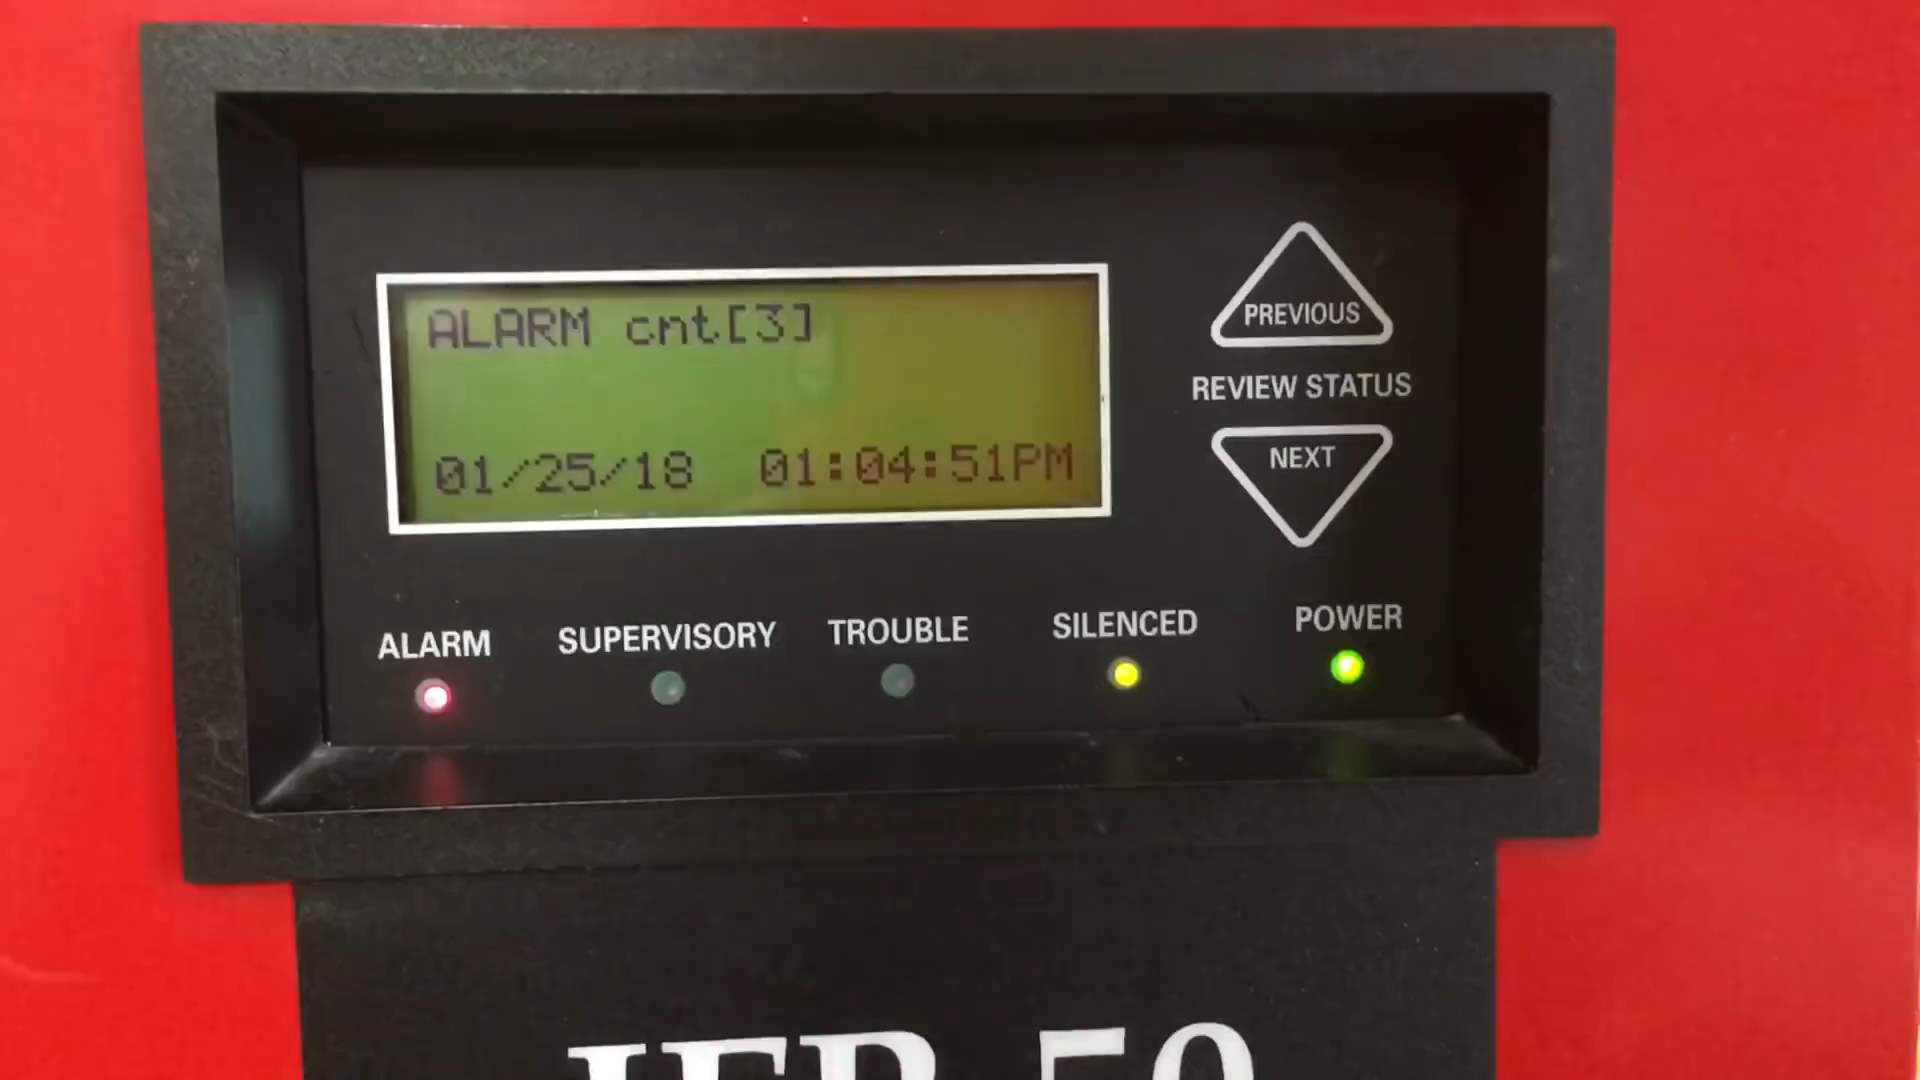 ALARM cnt[3]
01/25/18 01:04:51PM
PREVIOUS
REVIEW STATUS
NEXT
ALARM
SUPERVISORY
TROUBLE
SILENCED
POWER